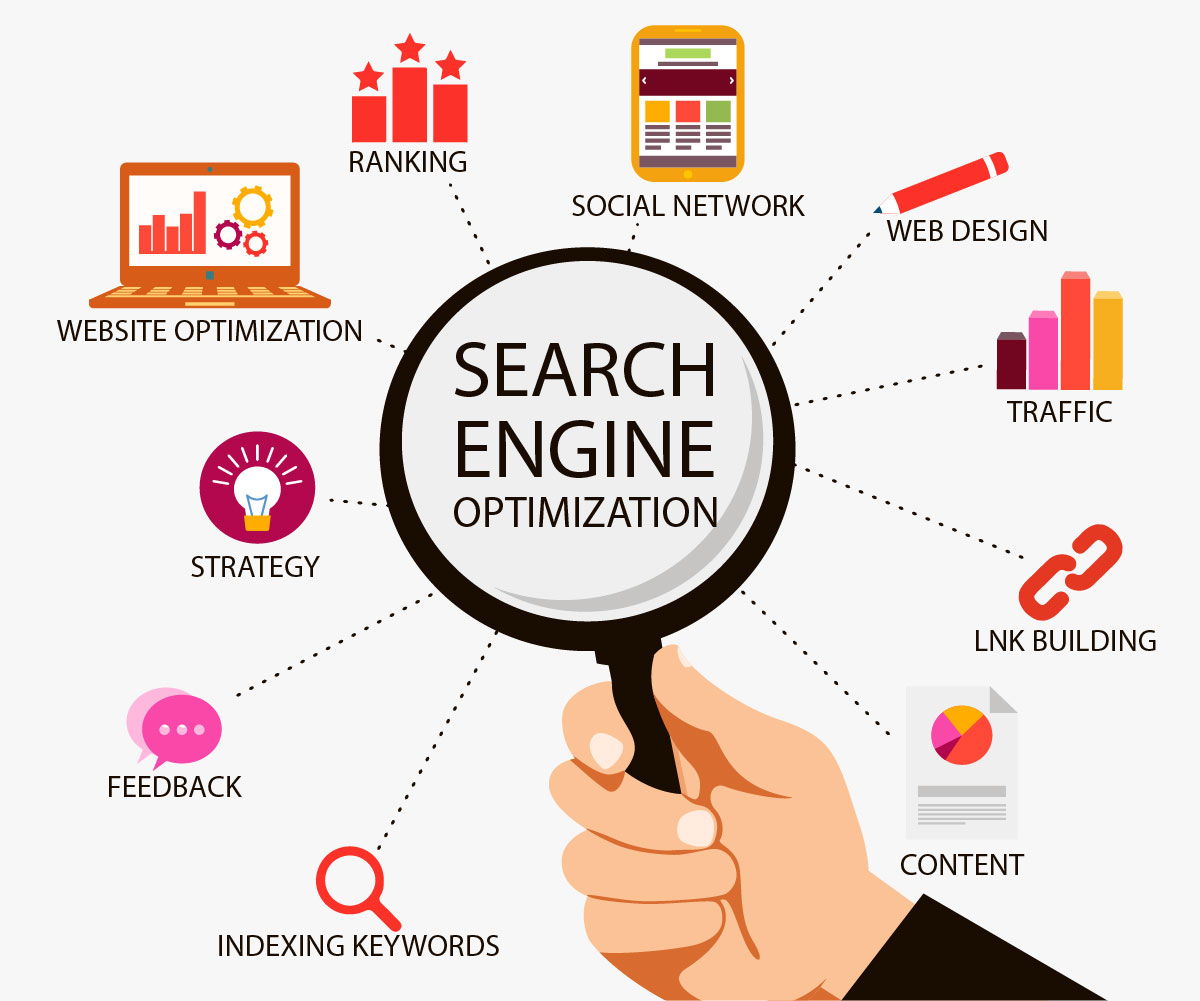 RANKING
SOCIAL NETWORK
WEB DESIGN
WEBSITE OPTIMIZATION
SEARCH
ENGINE
OPTIMIZATION
TRAFFIC
STRATEGY
LNK BUILDING
FEEDBACK
CONTENT
INDEXING KEYWORDS